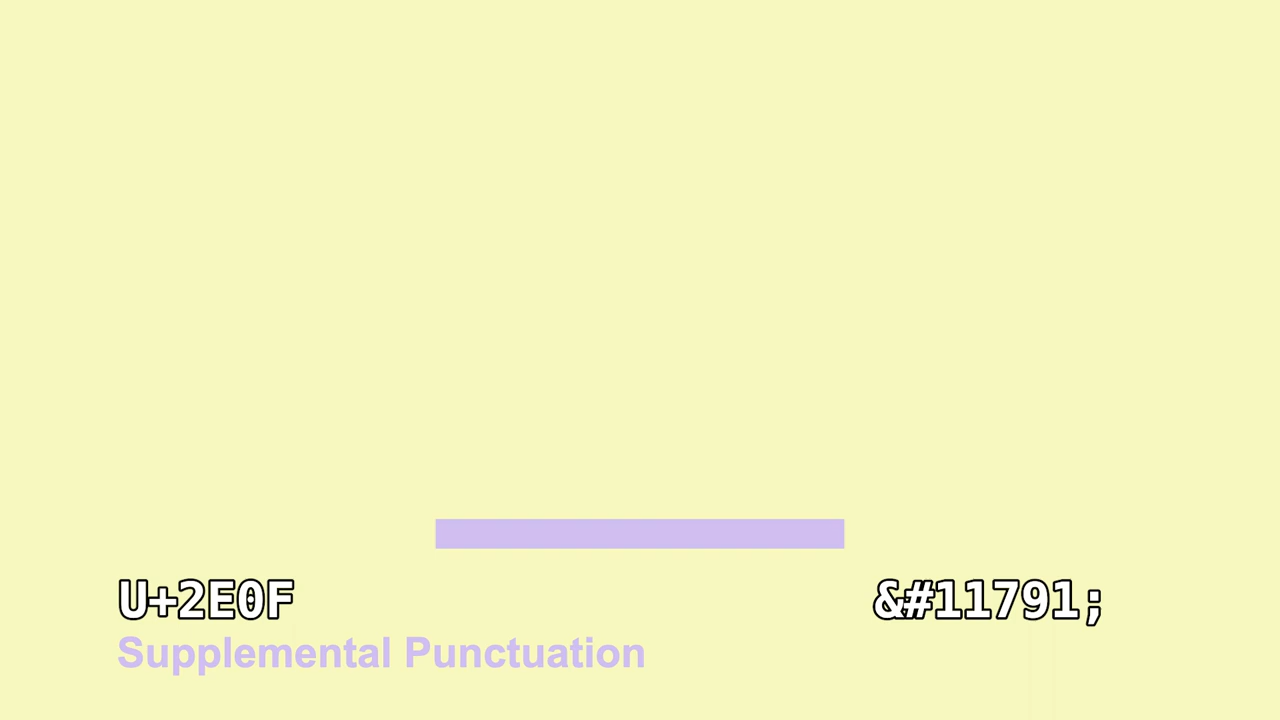 ⸏
U+2E0F &#11791;
Supplemental Punctuation